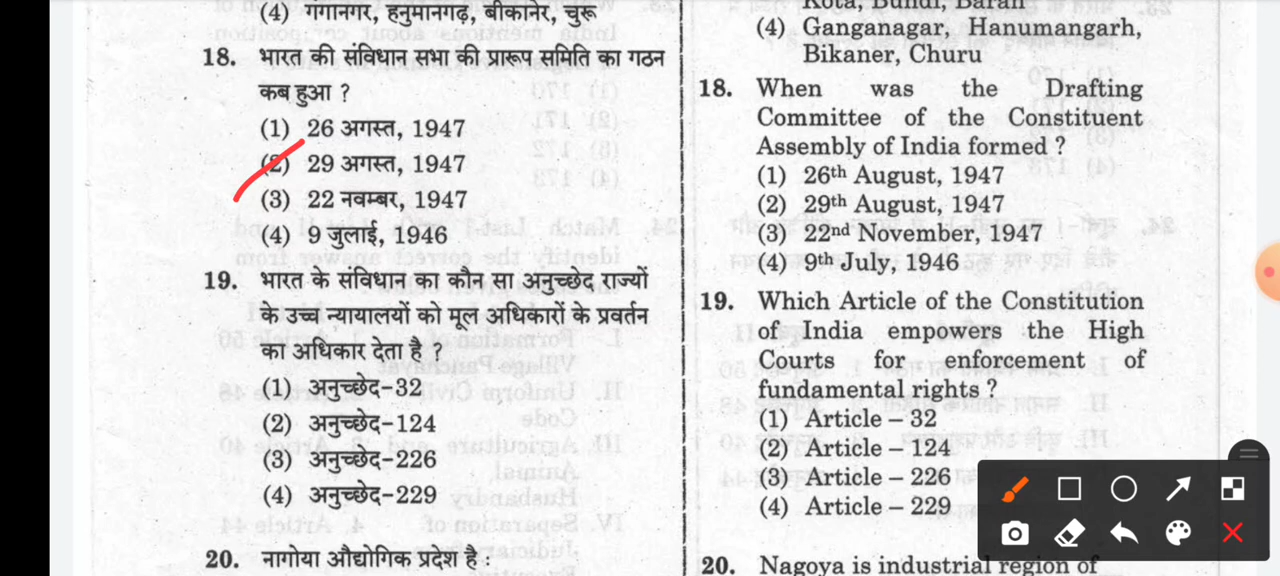 (4) गंगानगर, हनुमानगढ़, बीकानेर, चुरू
18. भारत की संविधान सभा की प्रारूप समिति का गठन
कब हुआ ?
(1) 26 अगस्त, 1947
(2) 29 अगस्त, 1947
(3) 22 नवम्बर, 1947
(4) 9 जुलाई, 1946
19. भारत के संविधान का कौन सा अनुच्छेद राज्यों
के उच्च न्यायालयों को मूल अधिकारों के प्रवर्तन
का अधिकार देता है ?
(1) अनुच्छेद-32
(2) अनुच्छेद-124
(3) अनुच्छेद-226
(4) अनुच्छेद-229
20. नागोया औद्योगिक प्रदेश है :
Kota, Bundi, Baran
(4) Ganganagar, Hanumangarh,
Bikaner, Churu
18. When was the Drafting
Committee of the Constituent
Assembly of India formed ?
(1) 26th August, 1947
(2) 29th August, 1947
(3) 22nd November, 1947
(4) 9th July, 1946
19. Which Article of the Constitution
of India empowers the High
Courts for enforcement of
fundamental rights ?
(1) Article – 32
(2) Article – 124
(3) Article – 226
(4) Article – 229
20. Nagoya is industrial region of